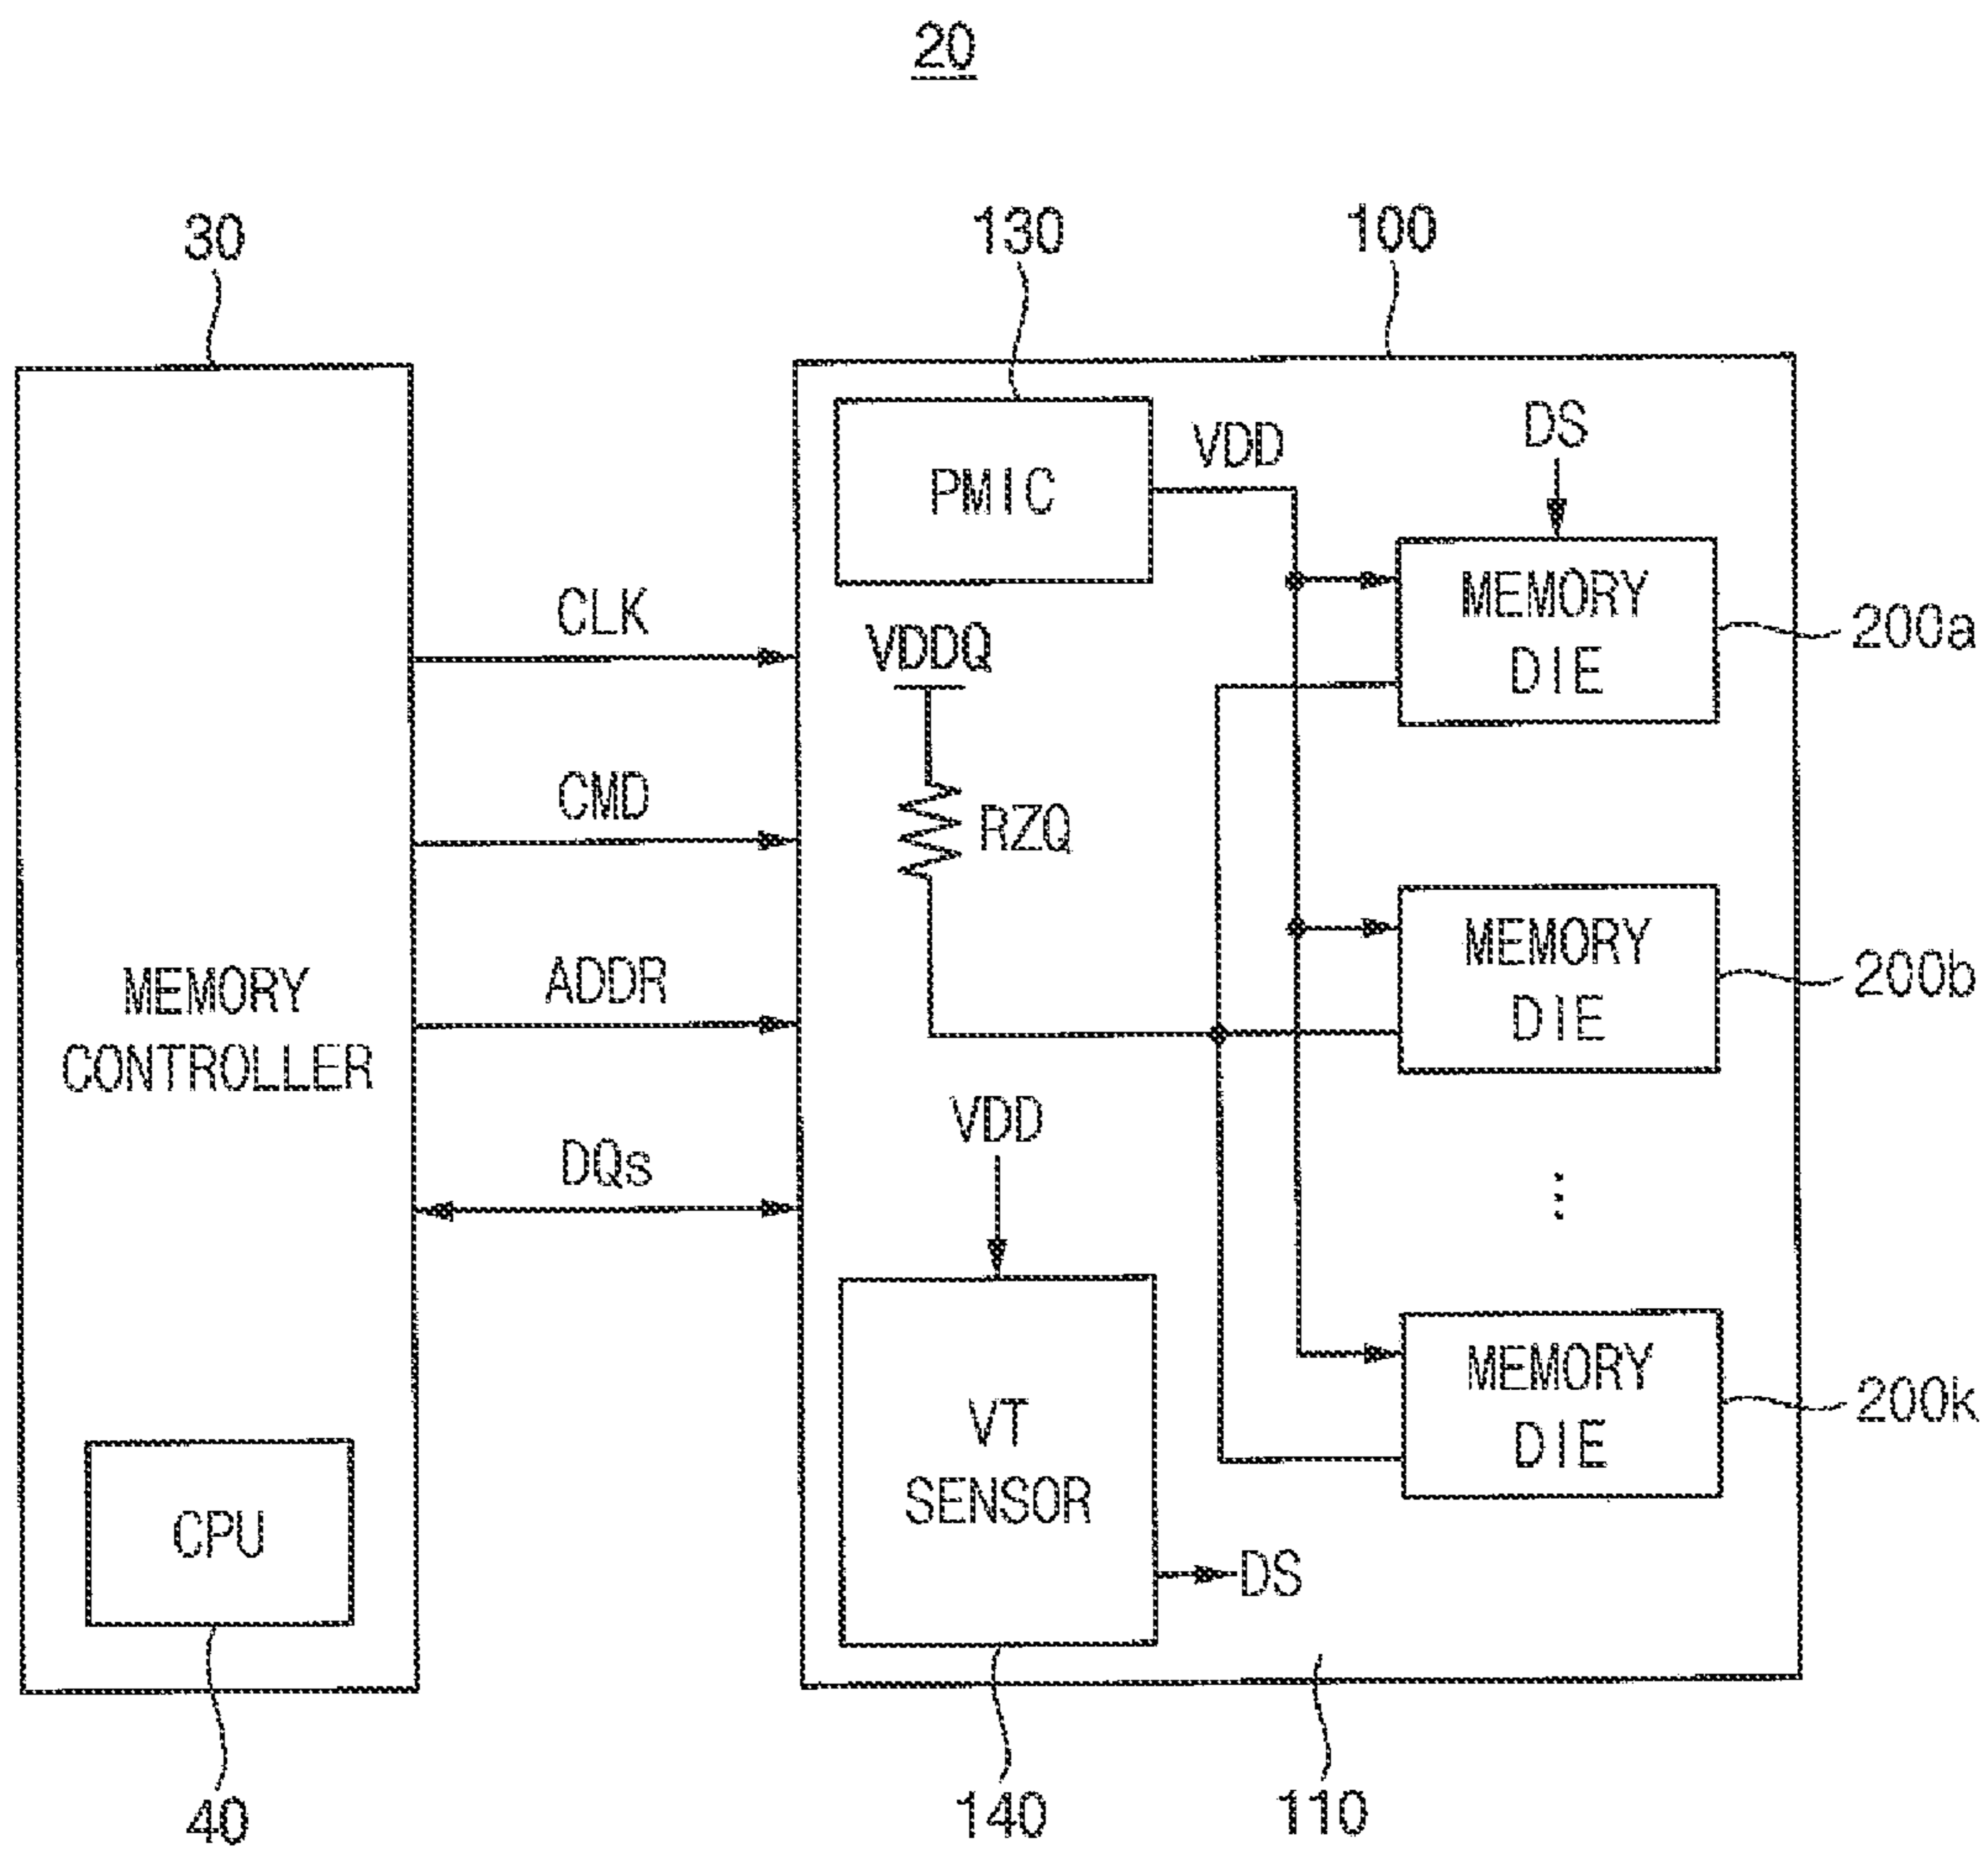 20
30
130
100
PMIC
VDD
DS
MEMORY
DIE
200a
CLK
VDDQ
CMD
RZQ
MEMORY
DIE
200b
ADDR
MEMORY
CONTROLLER
VDD
DQs
⋮
MEMORY
DIE
200k
VT
SENSOR
CPU
DS
40
140
110